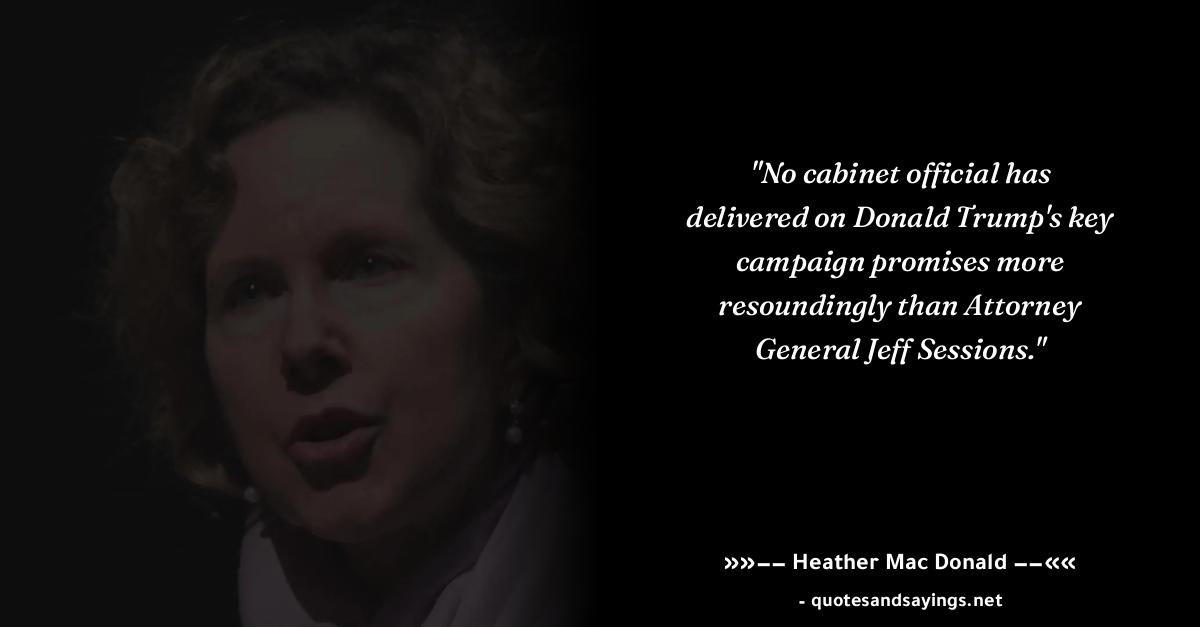 "No cabinet official has
delivered on Donald Trump's key
campaign promises more
resoundingly than Attorney
General Jeff Sessions."
»»–– Heather Mac Donald ––««
- quotesandsayings.net